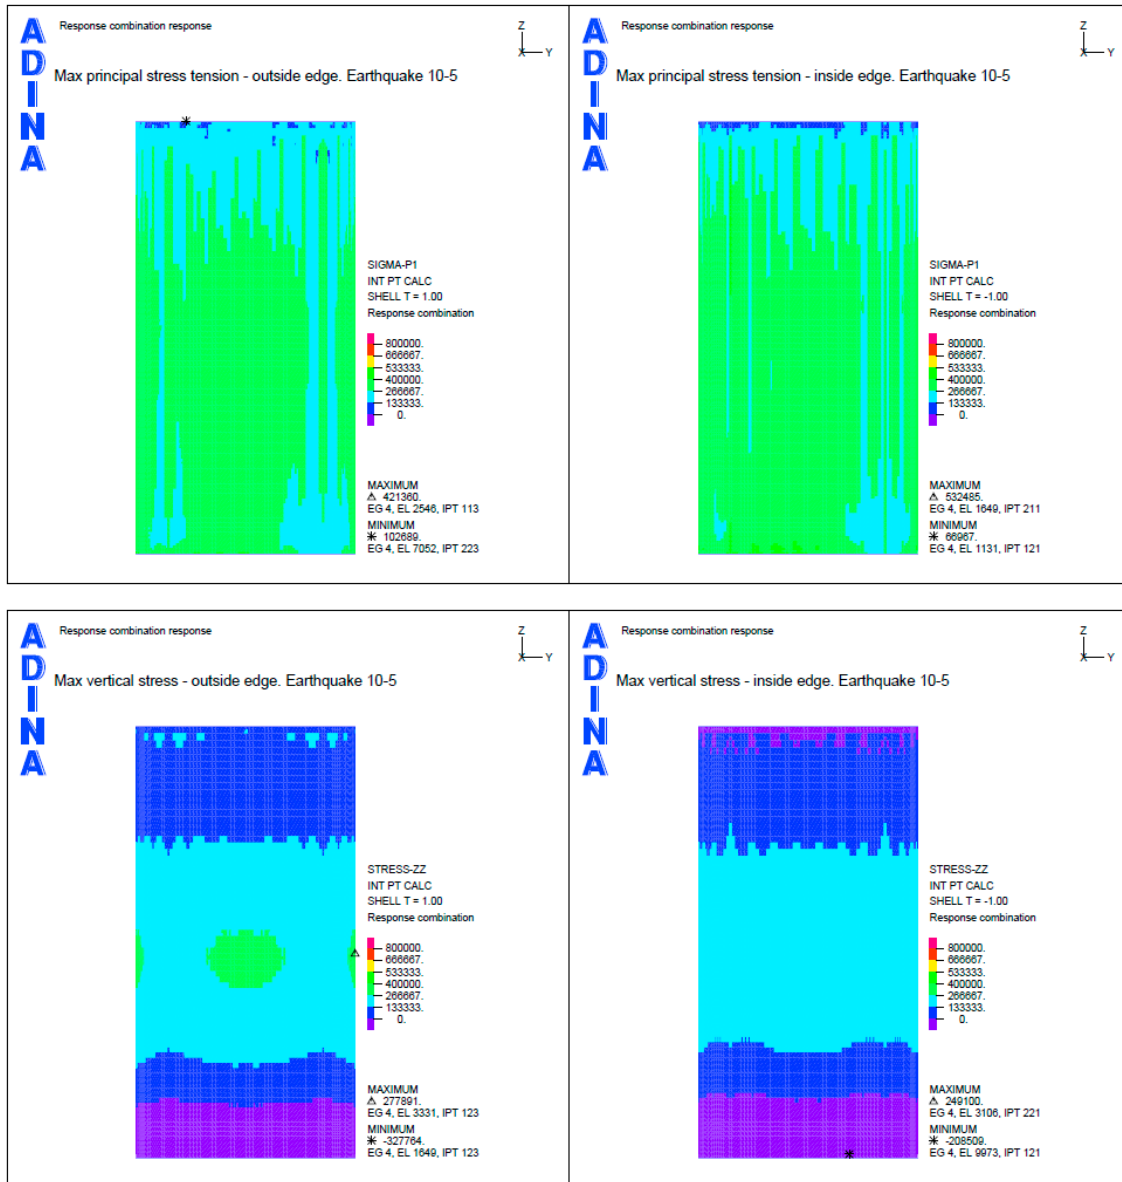 ADINA
Response combination response
Z
X Y
Max principal stress tension - outside edge. Earthquake 10-5
SIGMA-P1
INT PT CALC
SHELL T = 1.00
Response combination
800000.
666667.
533333.
400000.
266667.
133333.
0.
MAXIMUM
△ 421360.
EG 4, EL 2546, IPT 113
MINIMUM
✳ 102689.
EG 4, EL 7052, IPT 223
ADINA
Response combination response
Z
X Y
Max principal stress tension - inside edge. Earthquake 10-5
SIGMA-P1
INT PT CALC
SHELL T = -1.00
Response combination
800000.
666667.
533333.
400000.
266667.
133333.
0.
MAXIMUM
△ 532485.
EG 4, EL 1649, IPT 211
MINIMUM
✳ 66967.
EG 4, EL 1131, IPT 121
ADINA
Response combination response
Z
X Y
Max vertical stress - outside edge. Earthquake 10-5
STRESS-ZZ
INT PT CALC
SHELL T = 1.00
Response combination
800000.
666667.
533333.
400000.
266667.
133333.
0.
MAXIMUM
△ 277891.
EG 4, EL 3331, IPT 123
MINIMUM
✳ -327764.
EG 4, EL 1649, IPT 123
ADINA
Response combination response
Z
X Y
Max vertical stress - inside edge. Earthquake 10-5
STRESS-ZZ
INT PT CALC
SHELL T = -1.00
Response combination
800000.
666667.
533333.
400000.
266667.
133333.
0.
MAXIMUM
△ 249100.
EG 4, EL 3106, IPT 221
MINIMUM
✳ -208509.
EG 4, EL 9973, IPT 121